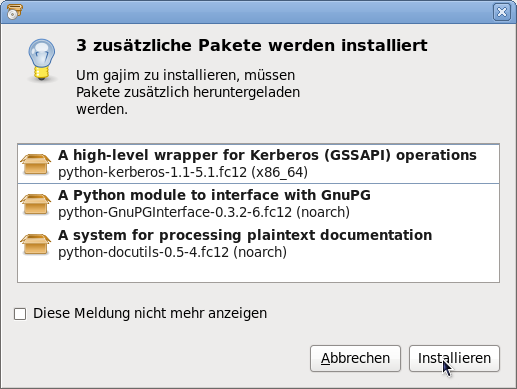 3 zusätzliche Pakete werden installiert
Um gajim zu installieren, müssen
Pakete zusätzlich heruntergeladen
werden.
A high-level wrapper for Kerberos (GSSAPI) operations
python-kerberos-1.1-5.1.fc12 (x86_64)
A Python module to interface with GnuPG
python-GnuPGInterface-0.3.2-6.fc12 (noarch)
A system for processing plaintext documentation
python-docutils-0.5-4.fc12 (noarch)
Diese Meldung nicht mehr anzeigen
Abbrechen
Installieren